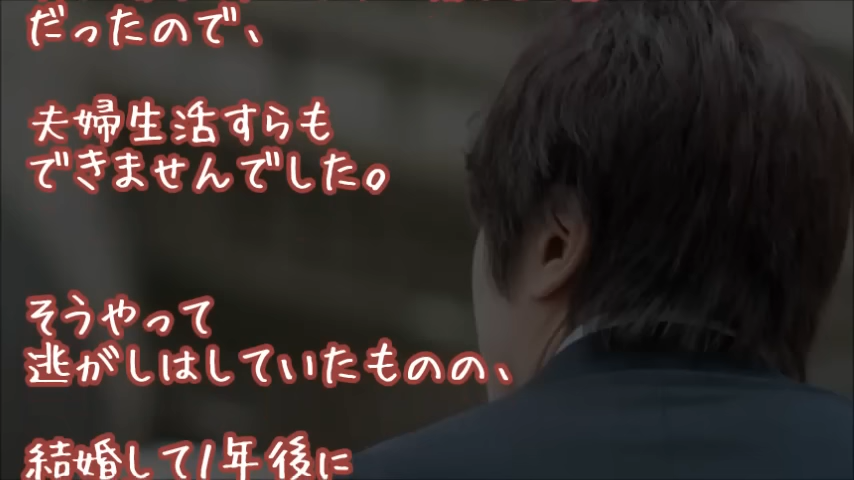 だったので、
夫婦生活すらも
できませんでした。
そうやって
逃がしはしていたものの、
結婚して1年後に